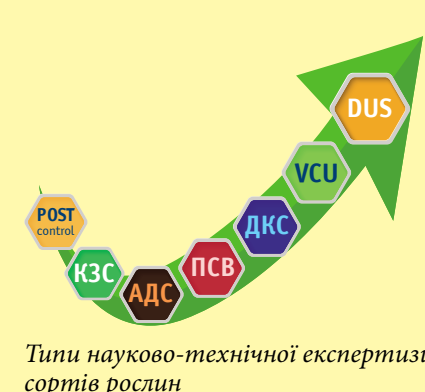 DUS
VCU
ДКС
ПСВ
АДС
КЗС
POST
control
Типи науково-технічної експертизи
сортів рослин